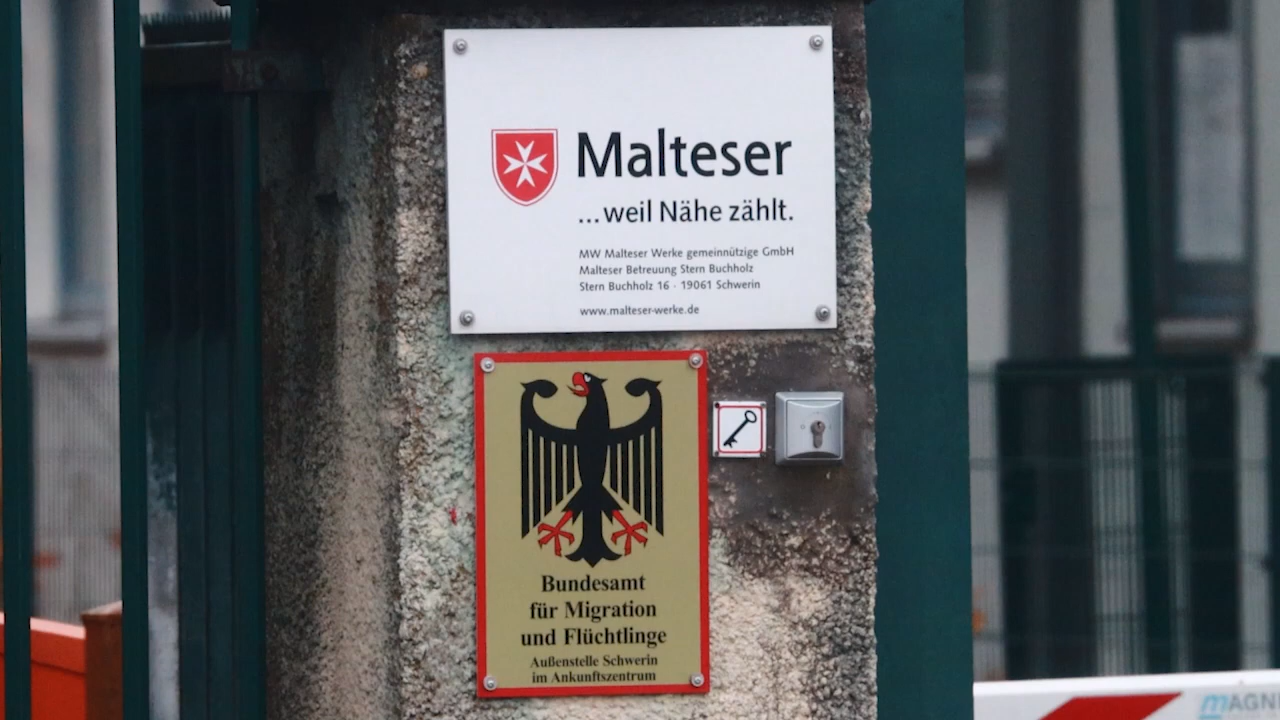 Malteser
...weil Nähe zählt.
MW Malteser Werke gemeinnützige GmbH
Malteser Betreuung Stern Buchholz
Stern Buchholz 16 · 19061 Schwerin
www.malteser-werke.de
Bundesamt
für Migration
und Flüchtlinge
Außenstelle Schwerin
im Ankunftszentrum
MAGN